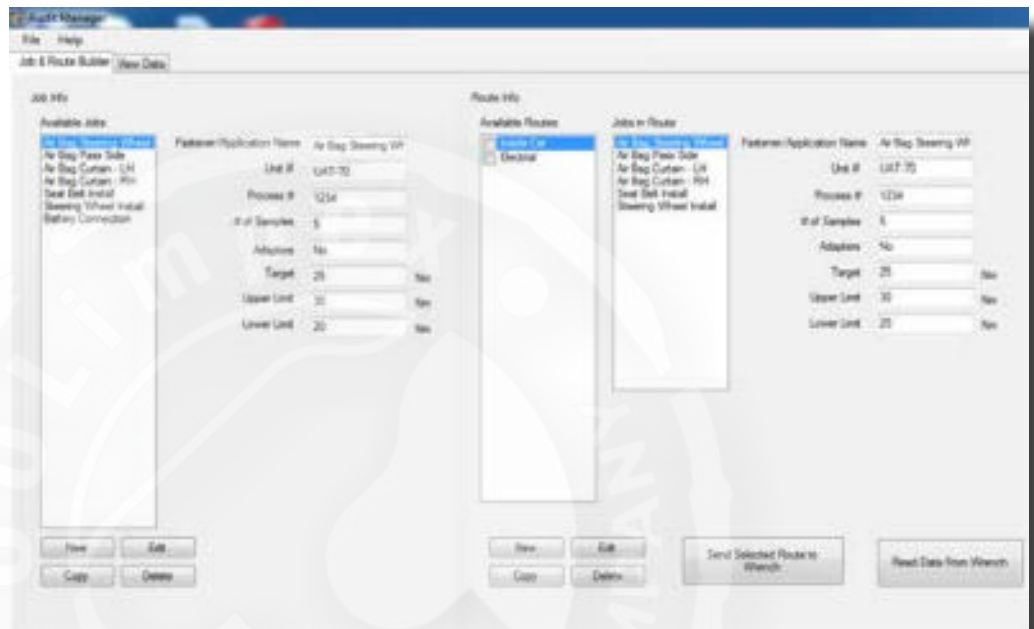 Audit Manager
File Help
Job & Route Builder View Data
Job Info
Available Jobs
Air Bag Steering Wheel
Air Bag Pass Side
Air Bag Curtain - LH
Air Bag Curtain - RH
Seat Belt Install
Steering Wheel Install
Battery Connection
Fastener/Application Name Air Bag Steering Wh
Unit # UAT-70
Process # 1234
# of Samples 5
Adaptors No
Target 25 Nm
Upper Limit 30 Nm
Lower Limit 20 Nm
New Edit
Copy Delete
Route Info
Available Routes
Inside Car
Electrical
Jobs in Route
Air Bag Steering Wheel
Air Bag Pass Side
Air Bag Curtain - LH
Air Bag Curtain - RH
Seat Belt Install
Steering Wheel Install
Fastener/Application Name Air Bag Steering Wh
Unit # UAT-70
Process # 1234
# of Samples 5
Adapters No
Target 25 Nm
Upper Limit 30 Nm
Lower Limit 20 Nm
New Edit
Copy Delete
Send Selected Route to
Wrench
Read Data from Wrench